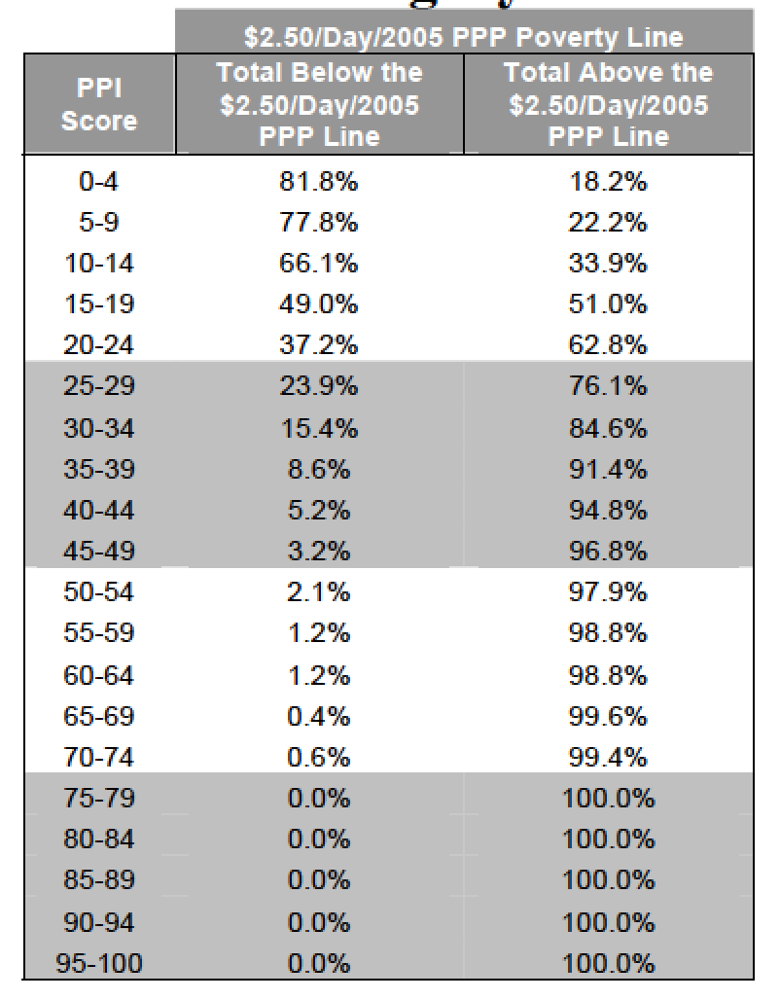 $2.50/Day/2005 PPP Poverty Line
PPI
Score
Total Below the
$2.50/Day/2005
PPP Line
Total Above the
$2.50/Day/2005
PPP Line
0-4 81.8% 18.2%
5-9 77.8% 22.2%
10-14 66.1% 33.9%
15-19 49.0% 51.0%
20-24 37.2% 62.8%
25-29 23.9% 76.1%
30-34 15.4% 84.6%
35-39 8.6% 91.4%
40-44 5.2% 94.8%
45-49 3.2% 96.8%
50-54 2.1% 97.9%
55-59 1.2% 98.8%
60-64 1.2% 98.8%
65-69 0.4% 99.6%
70-74 0.6% 99.4%
75-79 0.0% 100.0%
80-84 0.0% 100.0%
85-89 0.0% 100.0%
90-94 0.0% 100.0%
95-100 0.0% 100.0%